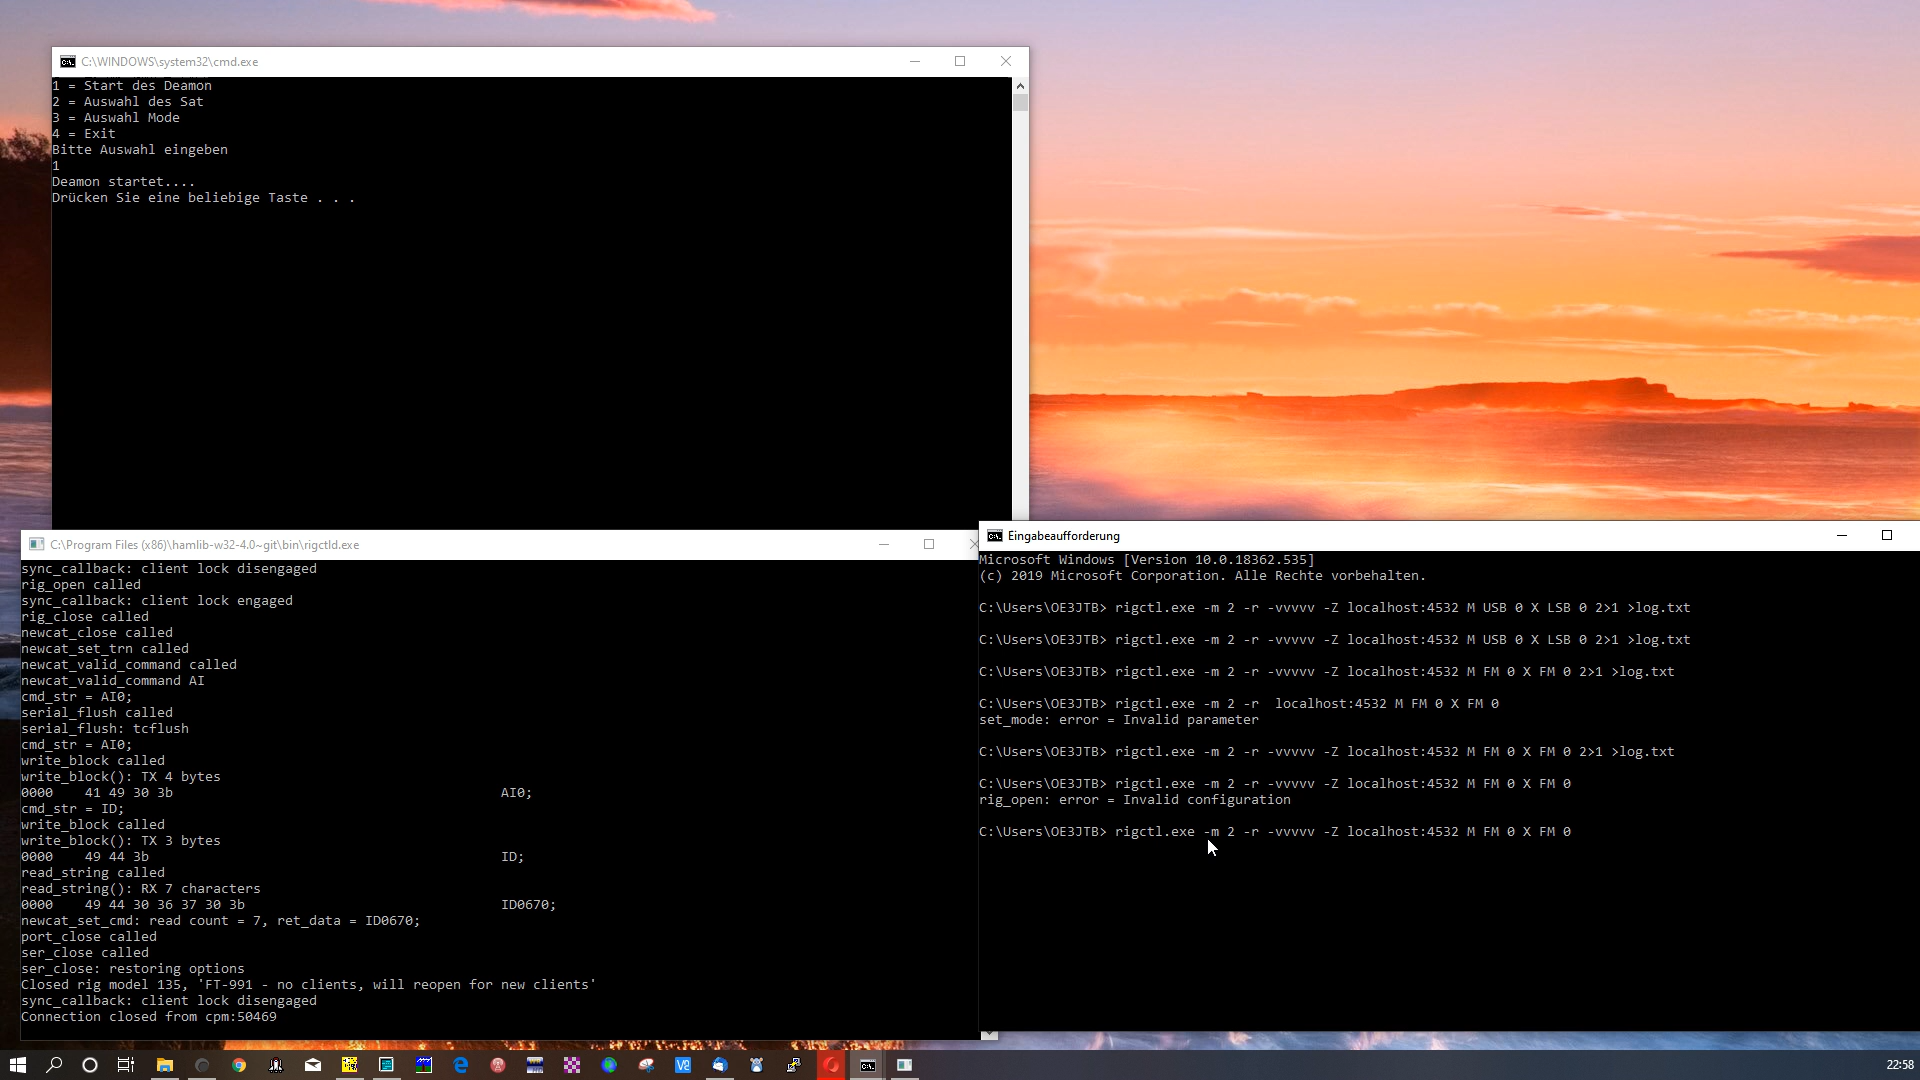 C:\WINDOWS\system32\cmd.exe
1 = Start des Deamon
2 = Auswahl des Sat
3 = Auswahl Mode
4 = Exit
Bitte Auswahl eingeben
1
Deamon startet....
Drücken Sie eine beliebige Taste . . .
C:\Program Files (x86)\hamlib-w32-4.0~git\bin\rigctld.exe
sync_callback: client lock disengaged
rig_open called
sync_callback: client lock engaged
rig_close called
newcat_close called
newcat_set_trn called
newcat_valid_command called
newcat_valid_command AI
cmd_str = AI0;
serial_flush called
serial_flush: tcflush
cmd_str = AI0;
write_block called
write_block(): TX 4 bytes
0000    41 49 30 3b                                         AI0;
cmd_str = ID;
write_block called
write_block(): TX 3 bytes
0000    49 44 3b                                            ID;
read_string called
read_string(): RX 7 characters
0000    49 44 30 36 37 30 3b                                ID0670;
newcat_set_cmd: read count = 7, ret_data = ID0670;
port_close called
ser_close called
ser_close: restoring options
Closed rig model 135, 'FT-991 - no clients, will reopen for new clients'
sync_callback: client lock disengaged
Connection closed from cpm:50469
Eingabeaufforderung
Microsoft Windows [Version 10.0.18362.535]
(c) 2019 Microsoft Corporation. Alle Rechte vorbehalten.
C:\Users\OE3JTB> rigctl.exe -m 2 -r -vvvvv -Z localhost:4532 M USB 0 X LSB 0 2>1 >log.txt
C:\Users\OE3JTB> rigctl.exe -m 2 -r -vvvvv -Z localhost:4532 M USB 0 X LSB 0 2>1 >log.txt
C:\Users\OE3JTB> rigctl.exe -m 2 -r -vvvvv -Z localhost:4532 M FM 0 X FM 0 2>1 >log.txt
C:\Users\OE3JTB> rigctl.exe -m 2 -r  localhost:4532 M FM 0 X FM 0
set_mode: error = Invalid parameter
C:\Users\OE3JTB> rigctl.exe -m 2 -r -vvvvv -Z localhost:4532 M FM 0 X FM 0 2>1 >log.txt
C:\Users\OE3JTB> rigctl.exe -m 2 -r -vvvvv -Z localhost:4532 M FM 0 X FM 0
rig_open: error = Invalid configuration
C:\Users\OE3JTB> rigctl.exe -m 2 -r -vvvvv -Z localhost:4532 M FM 0 X FM 0
22:58